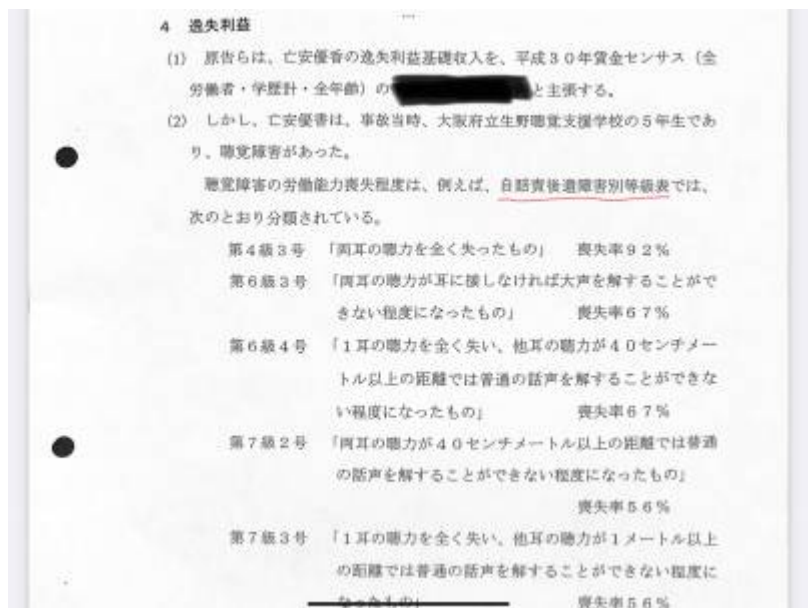 4 逸失利益
(1) 原告らは、亡安優香の逸失利益基礎収入を、平成30年賃金センサス（全
労働者・学歴計・全年齢）の
と主張する。
(2) しかし、亡安優香は、事故当時、大阪府立生野聴覚支援学校の5年生であ
り、聴覚障害があった。
聴覚障害の労働能力喪失程度は、例えば、自賠責後遺障害別等級表では、
次のとおり分類されている。
第4級3号 「両耳の聴力を全く失ったもの」 喪失率92%
第6級3号 「両耳の聴力が耳に接しなければ大声を解することがで
きない程度になったもの」 喪失率67%
第6級4号 「1耳の聴力を全く失い、他耳の聴力が40センチメー
トル以上の距離では普通の話声を解することができな
い程度になったもの」 喪失率67%
第7級2号 「両耳の聴力が40センチメートル以上の距離では普通
の話声を解することができない程度になったもの」
喪失率56%
第7級3号 「1耳の聴力を全く失い、他耳の聴力が1メートル以上
の距離では普通の話声を解することができない程度に
なったもの」 喪失率56%